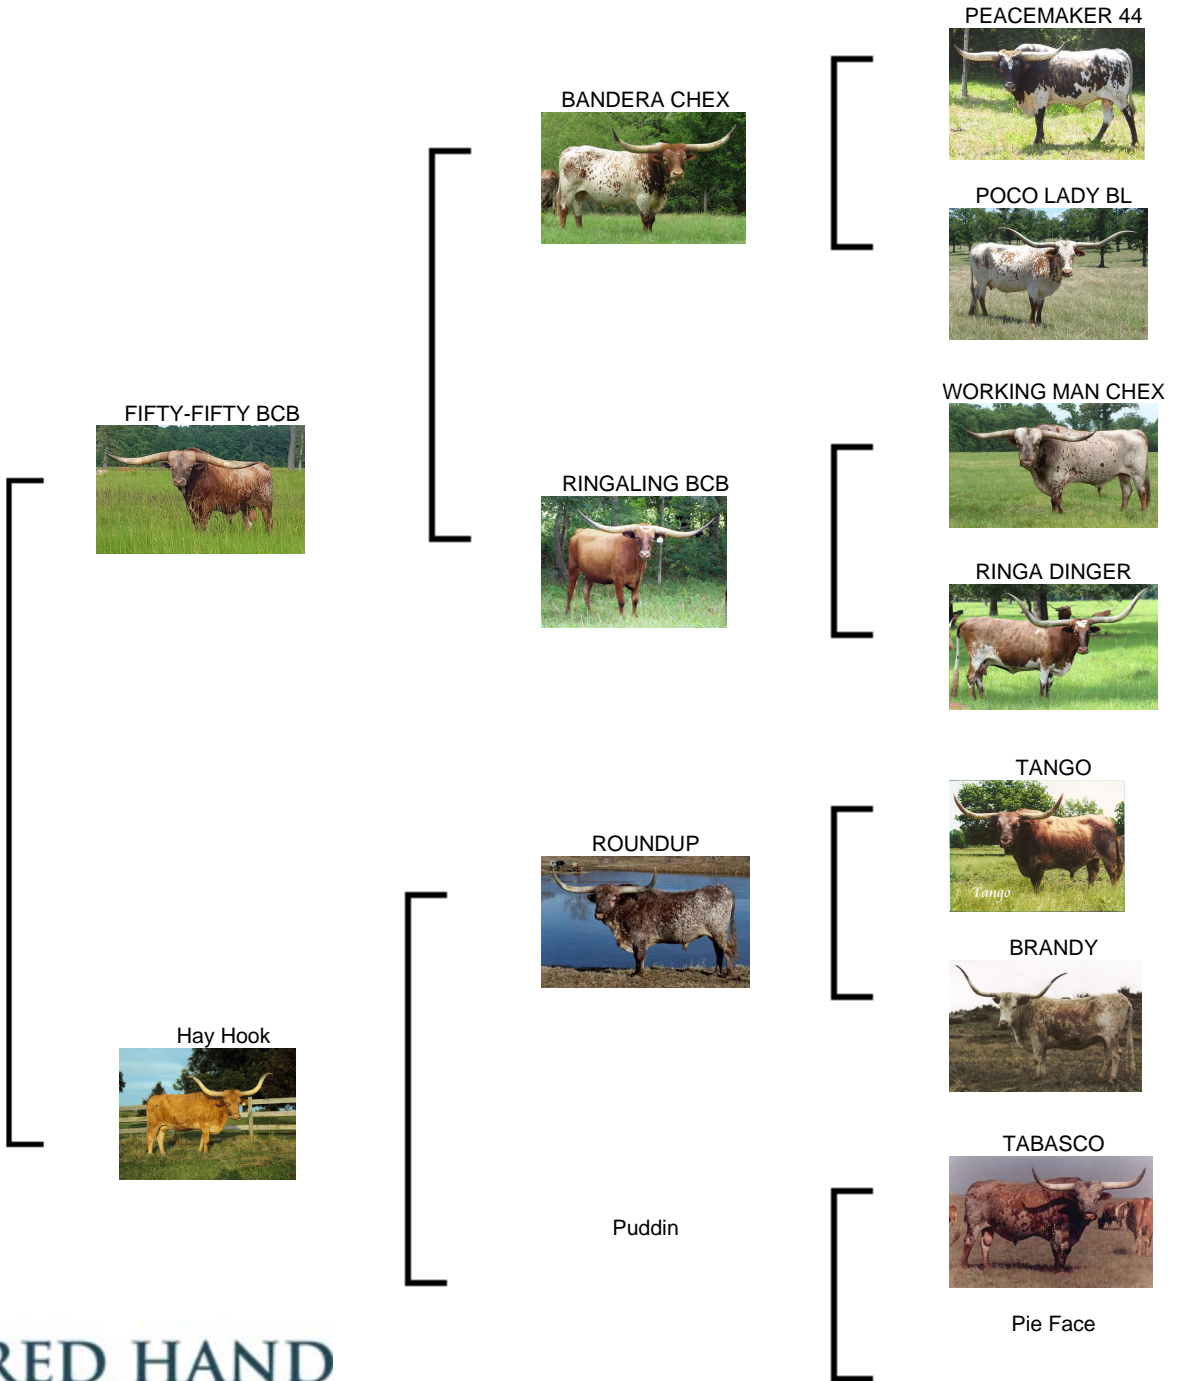 PEACEMAKER 44
BANDERA CHEX
POCO LADY BL
WORKING MAN CHEX
FIFTY-FIFTY BCB
RINGALING BCB
RINGA DINGER
TANGO
Tango
ROUNDUP
BRANDY
Hay Hook
TABASCO
Puddin
Pie Face
RED HAND